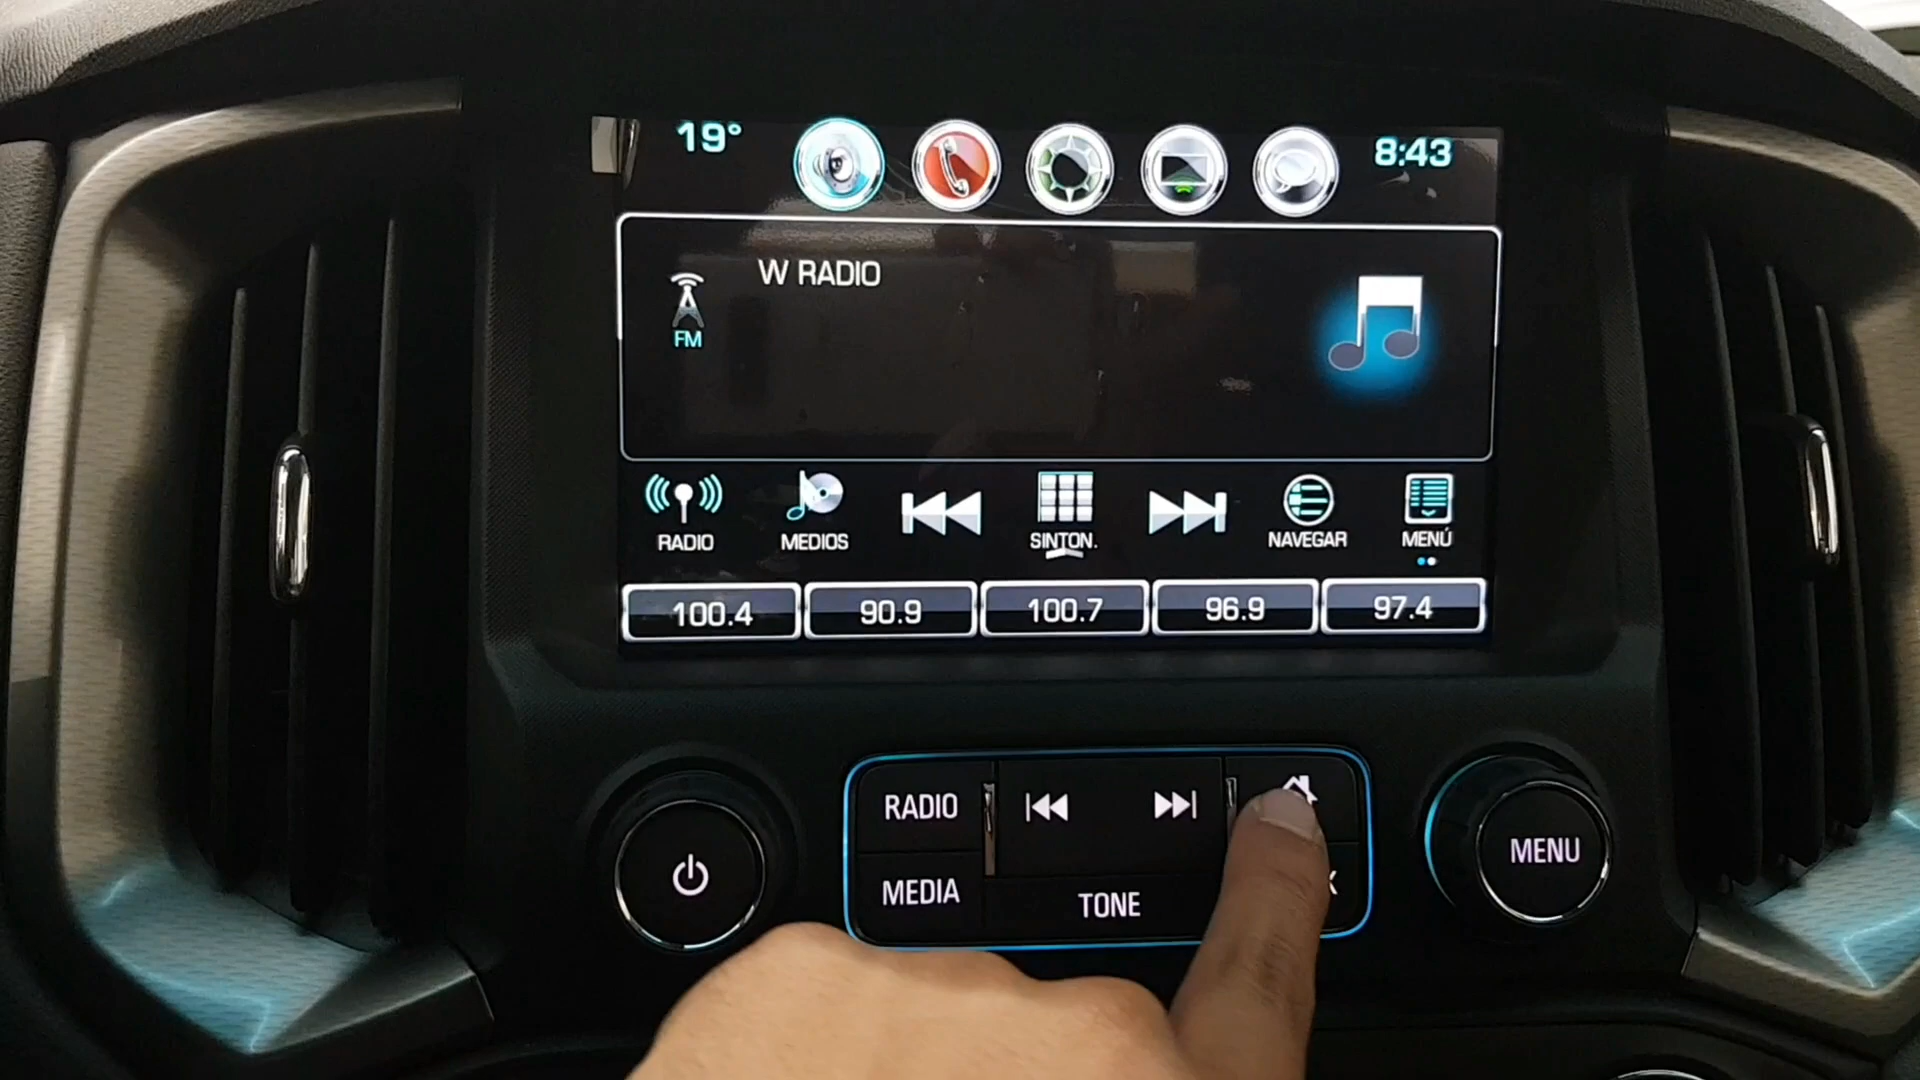 19° 8:43
W RADIO
FM
RADIO MEDIOS SINTON. NAVEGAR MENÚ
100.4 90.9 100.7 96.9 97.4
RADIO
MEDIA TONE
MENU